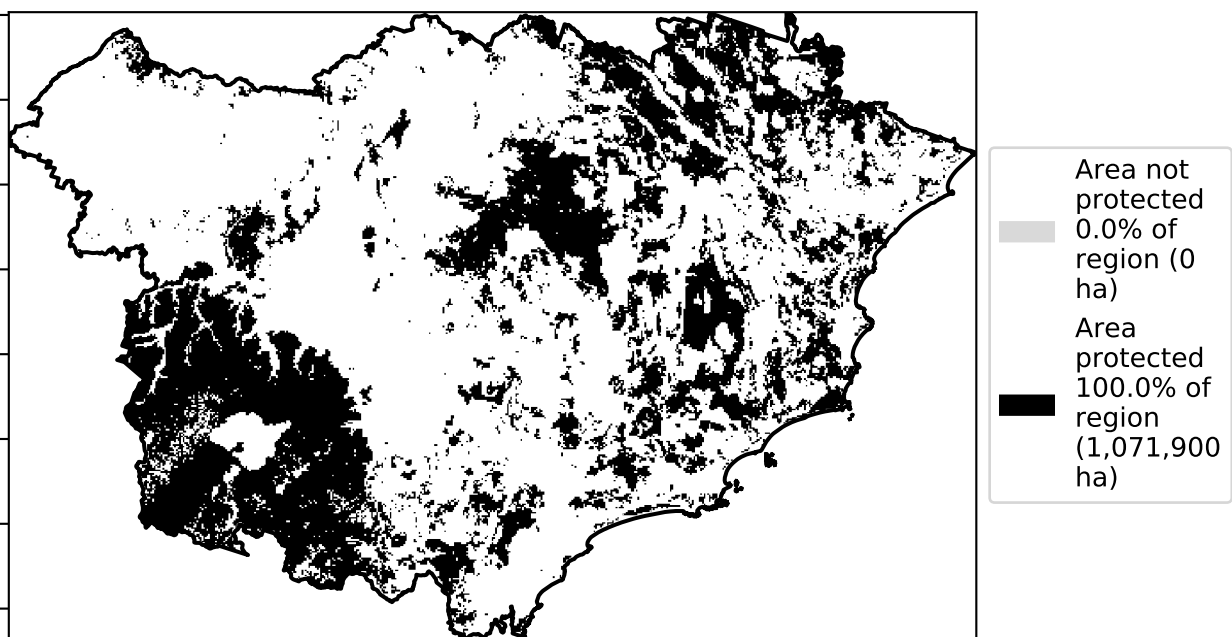 Area not
protected
0.0% of
region (0
ha)
Area
protected
100.0% of
region
(1,071,900
ha)